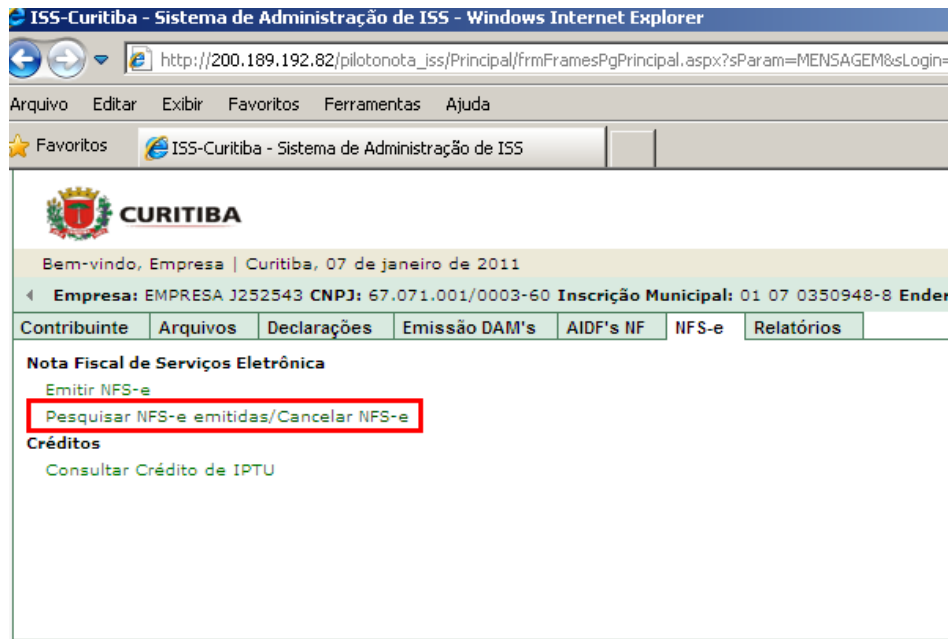 ISS-Curitiba - Sistema de Administração de ISS - Windows Internet Explorer
http://200.189.192.82/pilotonota_iss/Principal/frmFramesPgPrincipal.aspx?sParam=MENSAGEM&sLogin=
Arquivo Editar Exibir Favoritos Ferramentas Ajuda
Favoritos ISS-Curitiba - Sistema de Administração de ISS
CURITIBA
Bem-vindo, Empresa | Curitiba, 07 de janeiro de 2011
Empresa: EMPRESA J252543 CNPJ: 67.071.001/0003-60 Inscrição Municipal: 01 07 0350948-8 Ender
Contribuinte Arquivos Declarações Emissão DAM's AIDF's NF NFS-e Relatórios
Nota Fiscal de Serviços Eletrônica
Emitir NFS-e
Pesquisar NFS-e emitidas/Cancelar NFS-e
Créditos
Consultar Crédito de IPTU